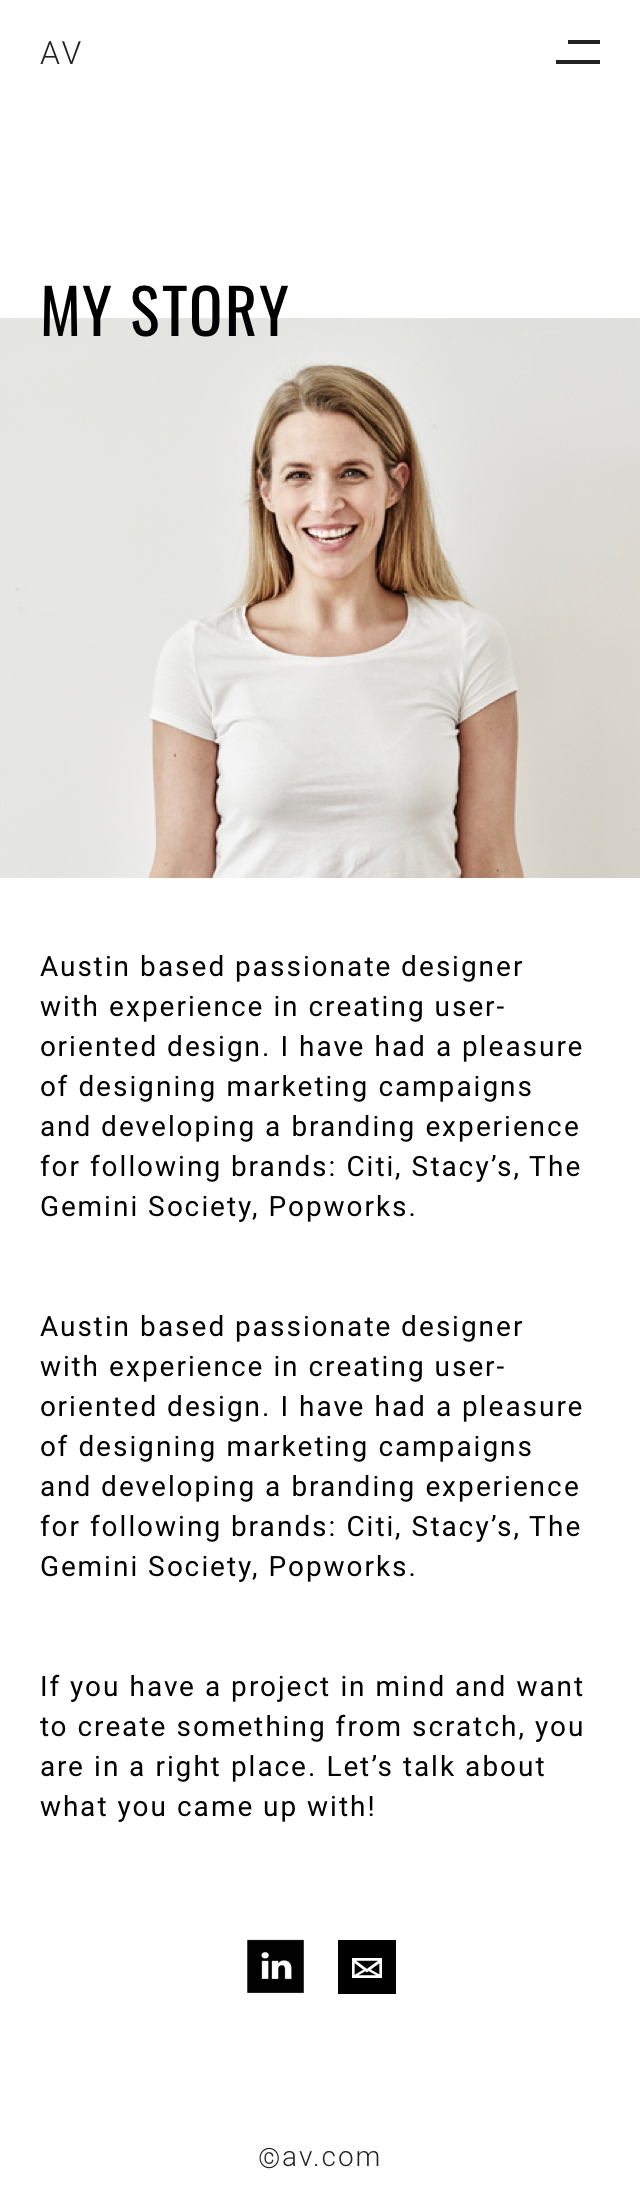 AV
MY STORY
Austin based passionate designer
with experience in creating user-
oriented design. I have had a pleasure
of designing marketing campaigns
and developing a branding experience
for following brands: Citi, Stacy’s, The
Gemini Society, Popworks.
Austin based passionate designer
with experience in creating user-
oriented design. I have had a pleasure
of designing marketing campaigns
and developing a branding experience
for following brands: Citi, Stacy’s, The
Gemini Society, Popworks.
If you have a project in mind and want
to create something from scratch, you
are in a right place. Let’s talk about
what you came up with!
in
©av.com